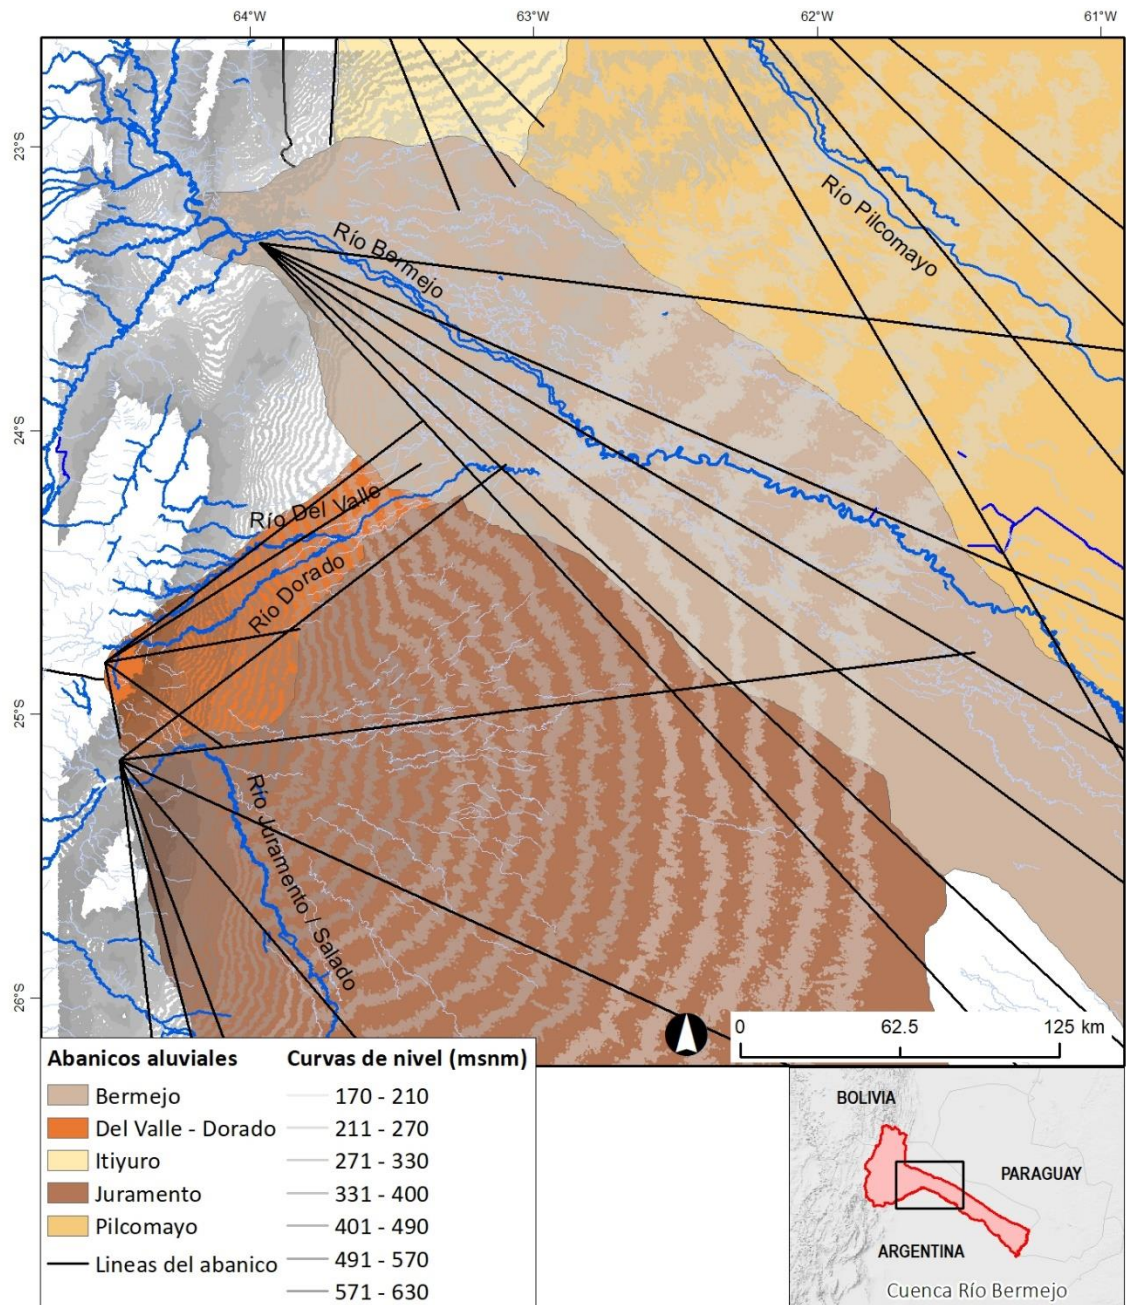 64°W
63°W
62°W
61°W
23°S
24°S
25°S
26°S
Río Pilcomayo
Río Bermejo
Río Del Valle
Río Dorado
Río Juramento / Salado
0
62.5
125 km
Abanicos aluviales
Bermejo
Del Valle - Dorado
Itiyuro
Juramento
Pilcomayo
Lineas del abanico
Curvas de nivel (msnm)
170 - 210
211 - 270
271 - 330
331 - 400
401 - 490
491 - 570
571 - 630
BOLIVIA
PARAGUAY
ARGENTINA
Cuenca Río Bermejo